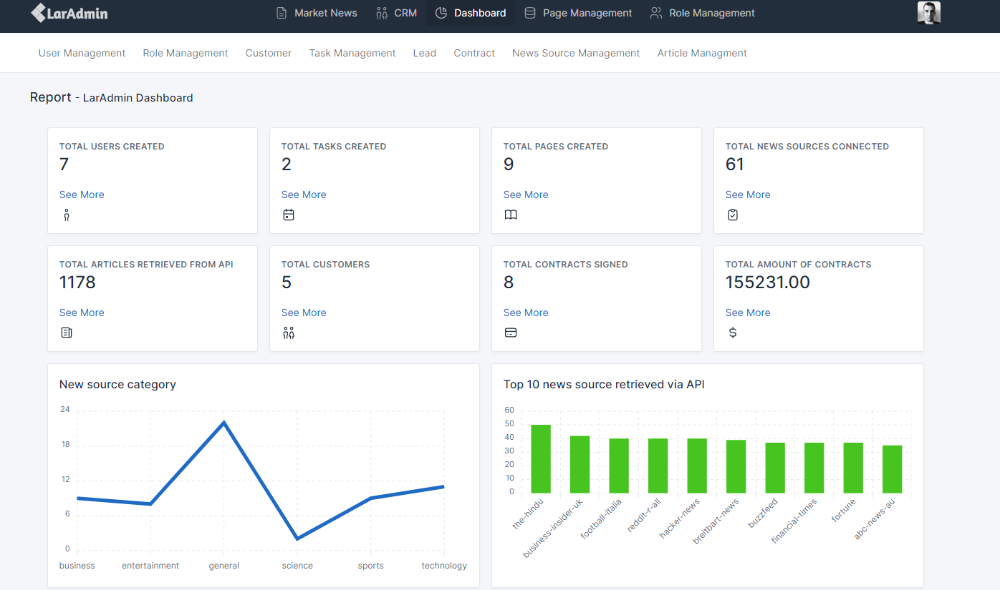 LarAdmin
Market News CRM Dashboard Page Management Role Management
User Management Role Management Customer Task Management Lead Contract News Source Management Article Managment
Report - LarAdmin Dashboard
TOTAL USERS CREATED
7
See More
TOTAL TASKS CREATED
2
See More
TOTAL PAGES CREATED
9
See More
TOTAL NEWS SOURCES CONNECTED
61
See More
TOTAL ARTICLES RETRIEVED FROM API
1178
See More
TOTAL CUSTOMERS
5
See More
TOTAL CONTRACTS SIGNED
8
See More
TOTAL AMOUNT OF CONTRACTS
155231.00
See More
New source category
24
18
12
6
0
business entertainment general science sports technology
Top 10 news source retrieved via API
60
50
40
30
20
10
0
the-hindu
business-insider-uk
football-italia
reddit-r-all
hacker-news
breitbart-news
buzzfeed
financial-times
fortune
abc-news-au